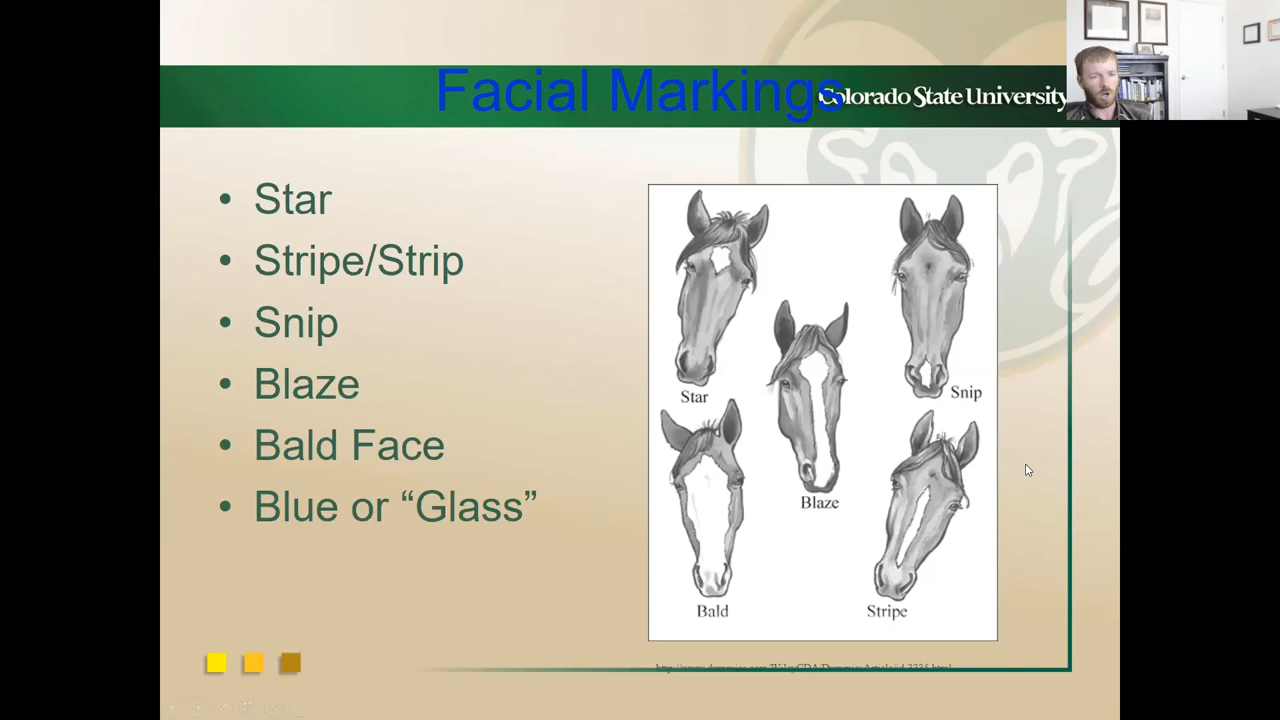 Facial Markings
Colorado State University
• Star
• Stripe/Strip
• Snip
• Blaze
• Bald Face
• Blue or “Glass”
Star
Snip
Blaze
Bald
Stripe